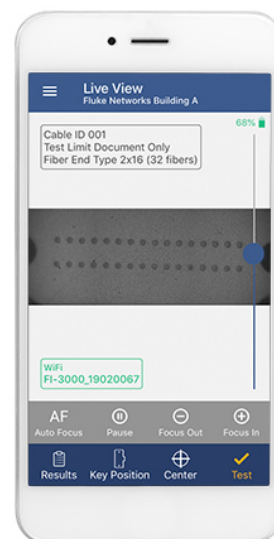 Live View
Fluke Networks Building A
68%
Cable ID 001
Test Limit Document Only
Fiber End Type 2x16 (32 fibers)
WiFi
FI-3000_19020067
AF
Auto Focus
Pause
Focus Out
Focus In
Results
Key Position
Center
Test